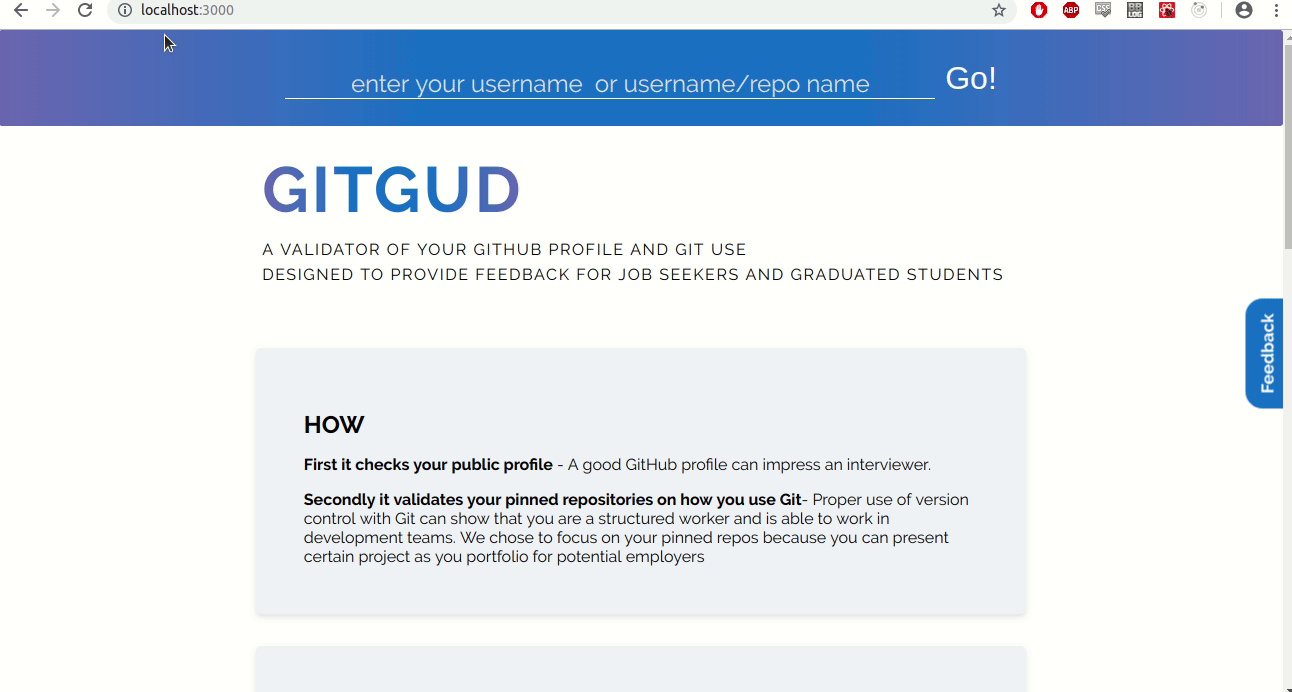 localhost:3000
ABP
CSS
enter your username  or username/repo name
Go!
GITGUD
A VALIDATOR OF YOUR GITHUB PROFILE AND GIT USE
DESIGNED TO PROVIDE FEEDBACK FOR JOB SEEKERS AND GRADUATED STUDENTS
Feedback
HOW
First it checks your public profile - A good GitHub profile can impress an interviewer.
Secondly it validates your pinned repositories on how you use Git- Proper use of version
control with Git can show that you are a structured worker and is able to work in
development teams. We chose to focus on your pinned repos because you can present
certain project as you portfolio for potential employers